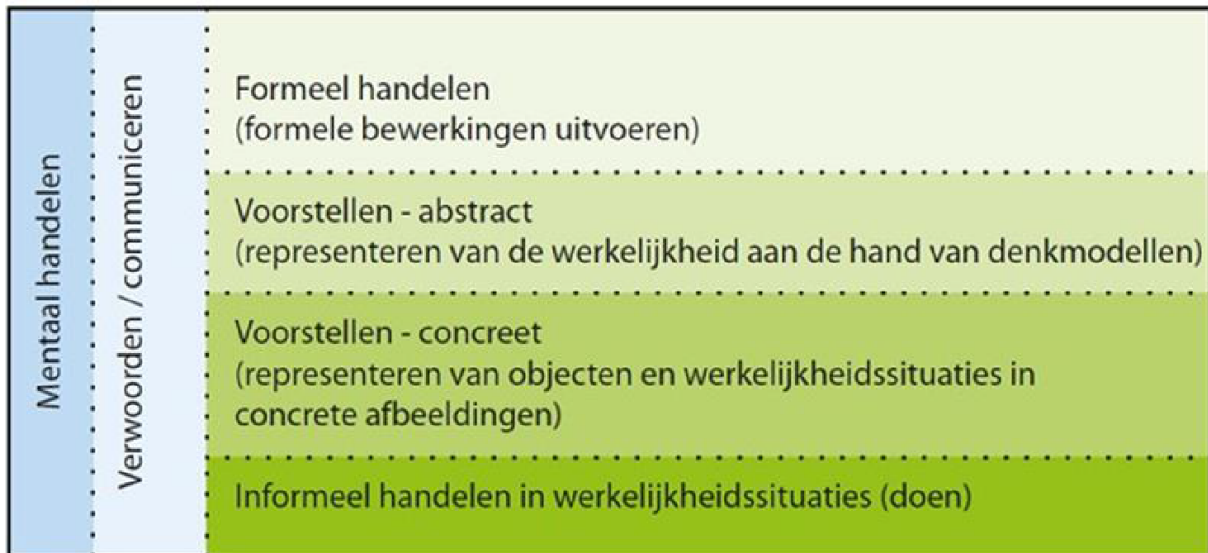 Mentaal handelen
Verwoorden / communiceren
Formeel handelen
(formele bewerkingen uitvoeren)
Voorstellen - abstract
(representeren van de werkelijkheid aan de hand van denkmodellen)
Voorstellen - concreet
(representeren van objecten en werkelijkheidssituaties in
concrete afbeeldingen)
Informeel handelen in werkelijkheidssituaties (doen)